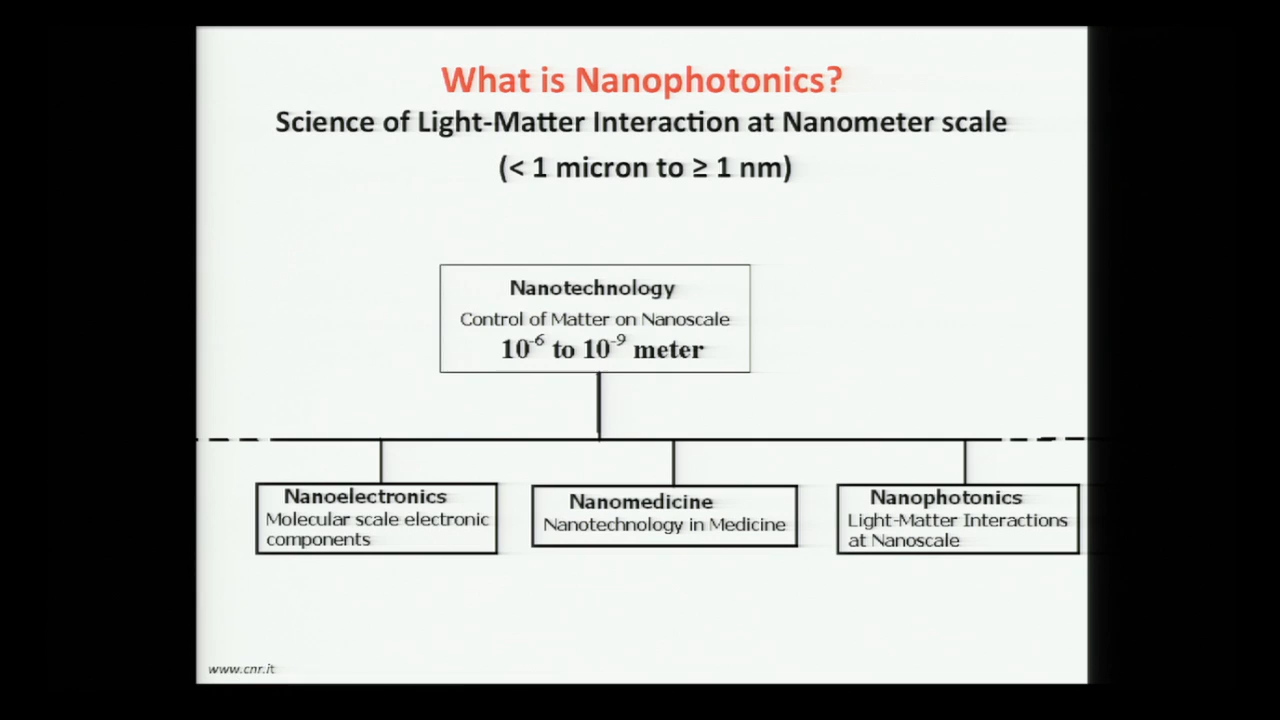 What is Nanophotonics?
Science of Light-Matter Interaction at Nanometer scale
(< 1 micron to ≥ 1 nm)
Nanotechnology
Control of Matter on Nanoscale
10⁻⁶ to 10⁻⁹ meter
Nanoelectronics
Molecular scale electronic
components
Nanomedicine
Nanotechnology in Medicine
Nanophotonics
Light-Matter Interactions
at Nanoscale
www.cnr.it